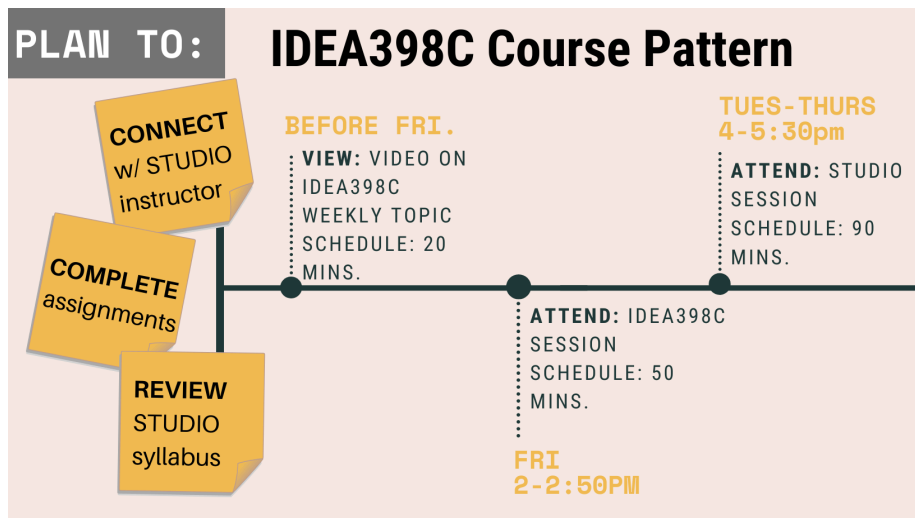 PLAN TO:
IDEA398C Course Pattern
CONNECT
w/ STUDIO
instructor
COMPLETE
assignments
REVIEW
STUDIO
syllabus
BEFORE FRI.
VIEW: VIDEO ON
IDEA398C
WEEKLY TOPIC
SCHEDULE: 20
MINS.
ATTEND: IDEA398C
SESSION
SCHEDULE: 50
MINS.
FRI
2-2:50PM
TUES-THURS
4-5:30pm
ATTEND: STUDIO
SESSION
SCHEDULE: 90
MINS.